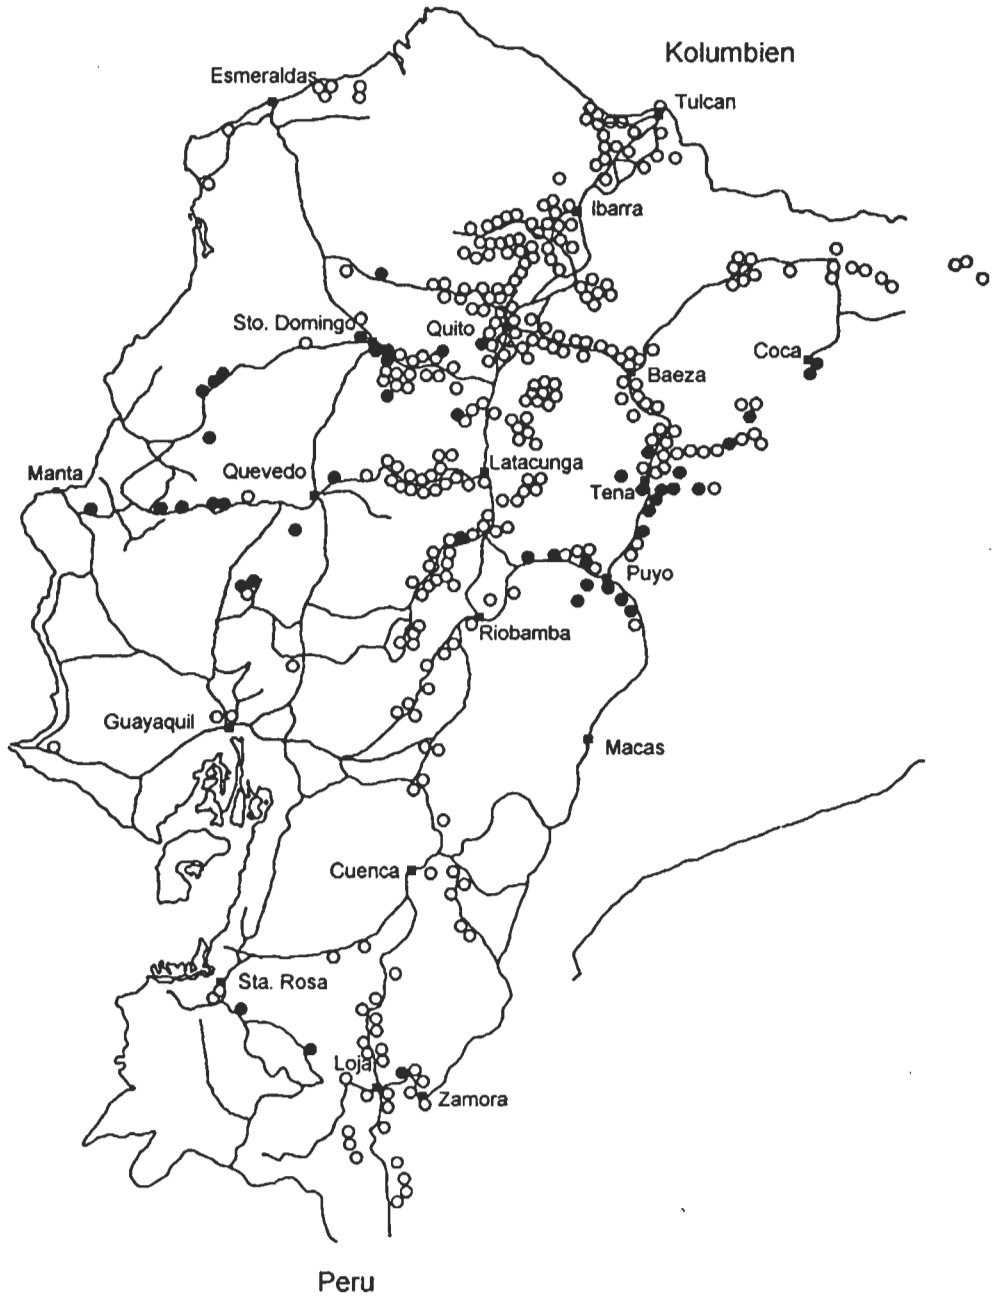 Kolumbien
Esmeraldas
Tulcan
Ibarra
Sto. Domingo
Quito
Coca
Baeza
Manta
Quevedo
Latacunga
Tena
Puyo
Riobamba
Guayaquil
Macas
Cuenca
Sta. Rosa
Loja
Zamora
Peru